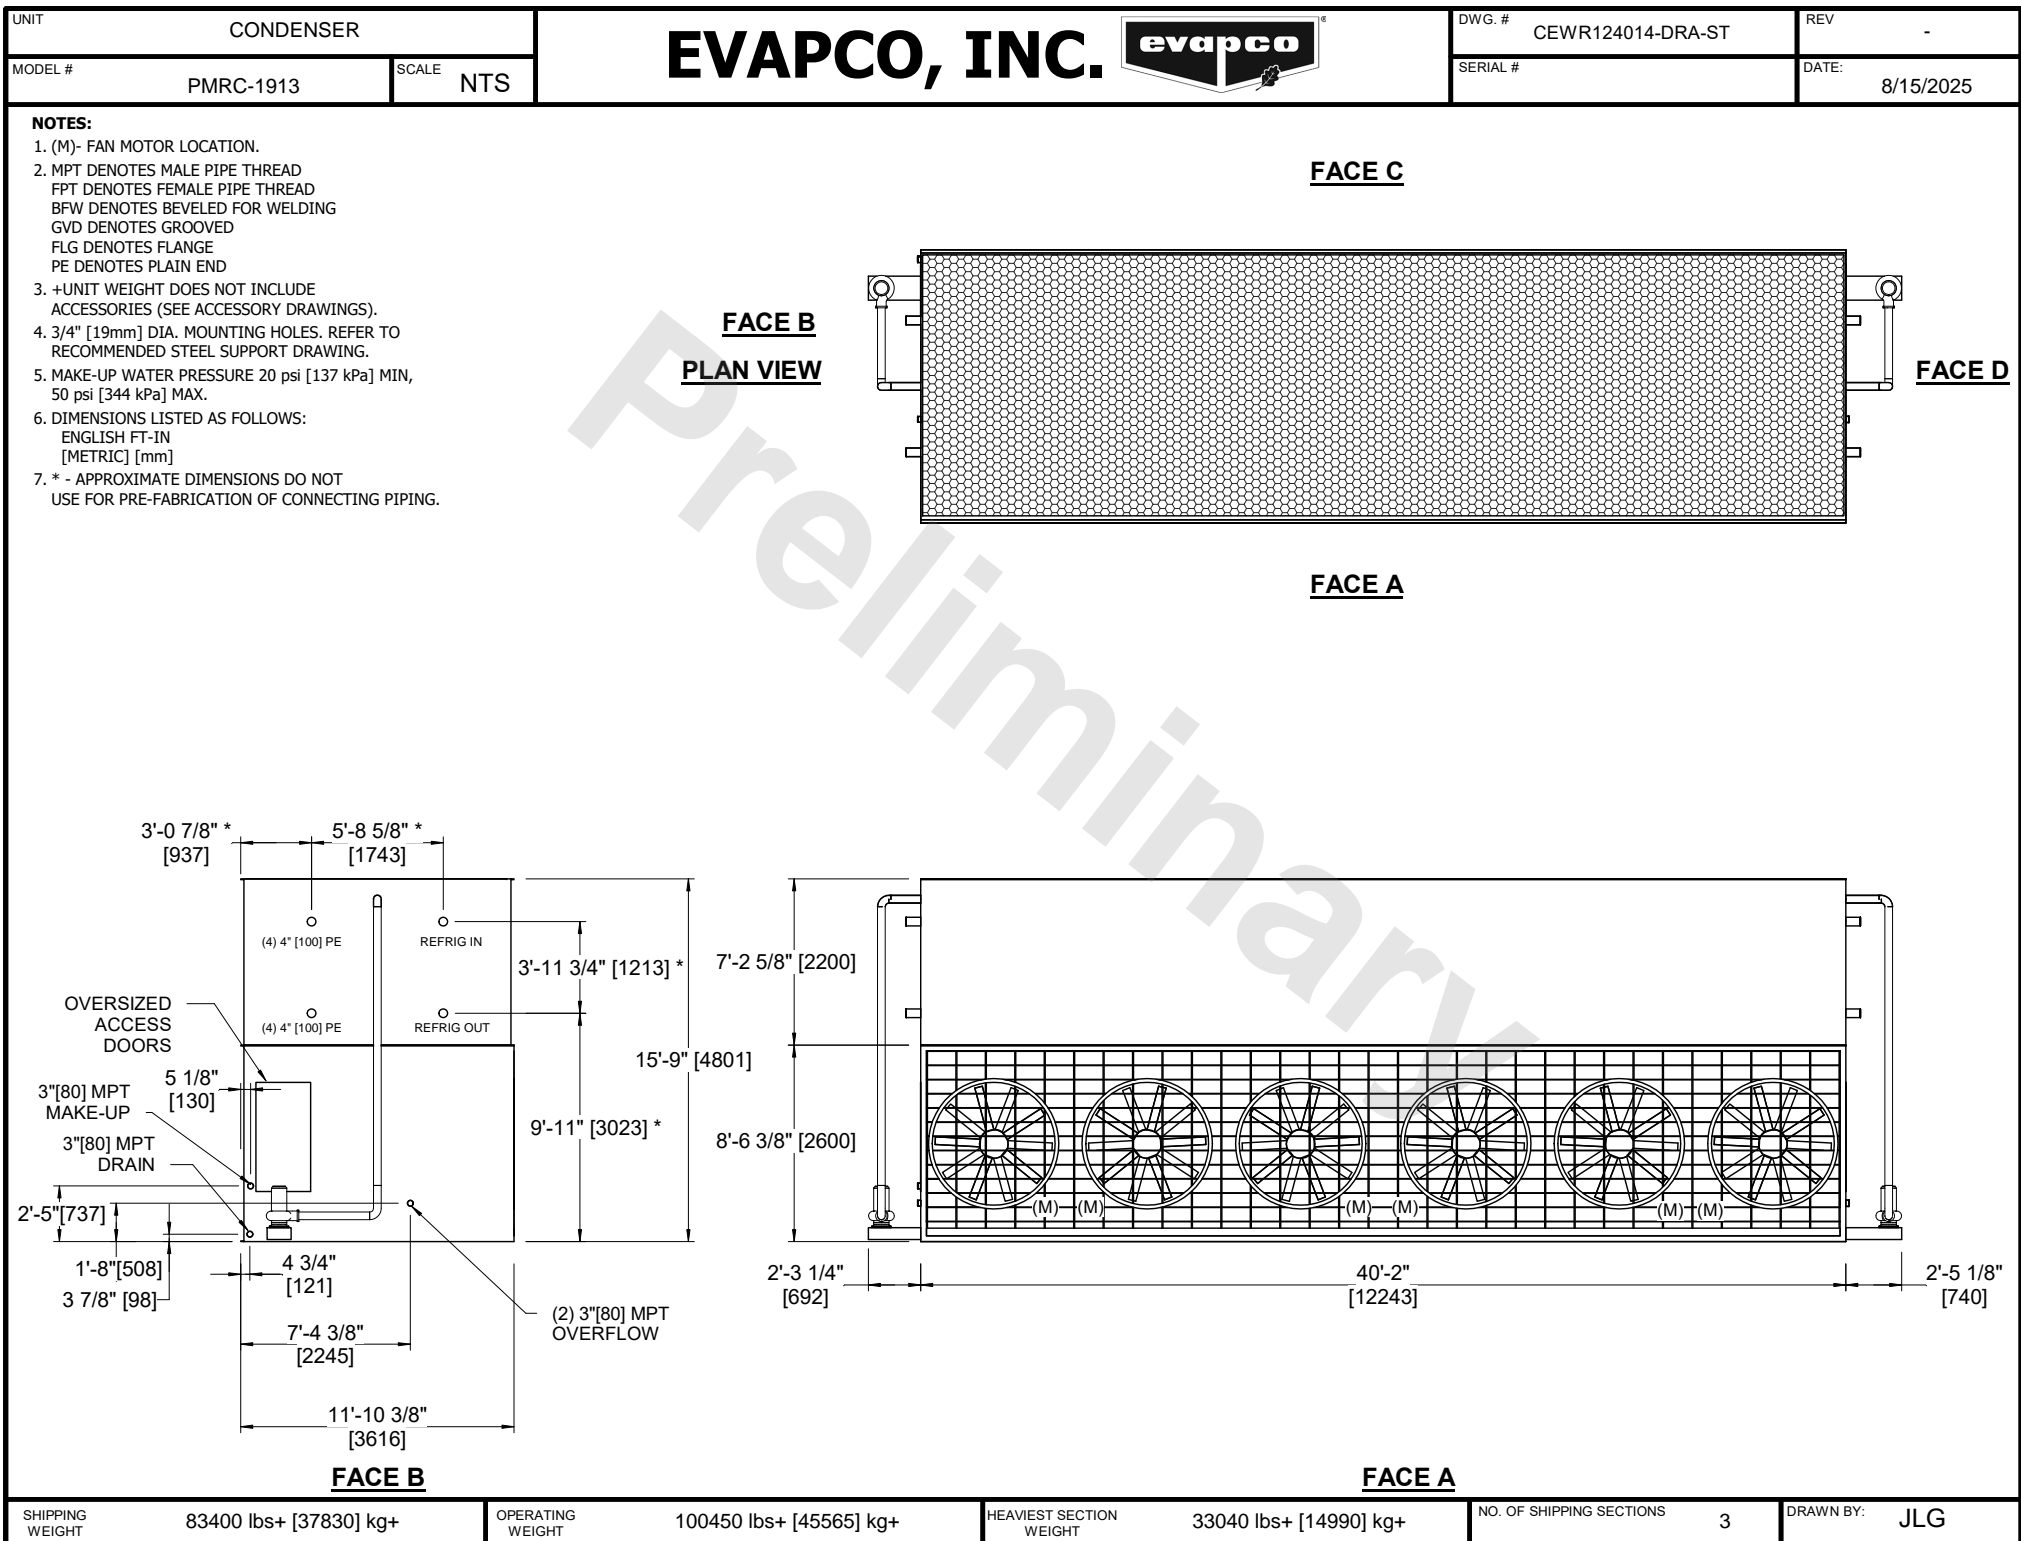 UNIT
CONDENSER
MODEL #
PMRC-1913
SCALE
NTS
EVAPCO, INC.
evapco
®
DWG. #
CEWR124014-DRA-ST
REV
-
SERIAL #
DATE:
8/15/2025
NOTES:
1. (M)- FAN MOTOR LOCATION.
2. MPT DENOTES MALE PIPE THREAD
FPT DENOTES FEMALE PIPE THREAD
BFW DENOTES BEVELED FOR WELDING
GVD DENOTES GROOVED
FLG DENOTES FLANGE
PE DENOTES PLAIN END
3. +UNIT WEIGHT DOES NOT INCLUDE
ACCESSORIES (SEE ACCESSORY DRAWINGS).
4. 3/4" [19mm] DIA. MOUNTING HOLES. REFER TO
RECOMMENDED STEEL SUPPORT DRAWING.
5. MAKE-UP WATER PRESSURE 20 psi [137 kPa] MIN,
50 psi [344 kPa] MAX.
6. DIMENSIONS LISTED AS FOLLOWS:
ENGLISH FT-IN
[METRIC] [mm]
7. * - APPROXIMATE DIMENSIONS DO NOT
USE FOR PRE-FABRICATION OF CONNECTING PIPING.
FACE C
FACE B
PLAN VIEW
FACE D
FACE A
Preliminary
3'-0 7/8" *
[937]
5'-8 5/8" *
[1743]
(4) 4" [100] PE
REFRIG IN
3'-11 3/4" [1213] *
OVERSIZED
ACCESS
DOORS
(4) 4" [100] PE
REFRIG OUT
15'-9" [4801]
5 1/8"
[130]
3"[80] MPT
MAKE-UP
3"[80] MPT
DRAIN
9'-11" [3023] *
2'-5"[737]
1'-8"[508]
3 7/8" [98]
4 3/4"
[121]
(2) 3"[80] MPT
OVERFLOW
7'-4 3/8"
[2245]
11'-10 3/8"
[3616]
FACE B
7'-2 5/8" [2200]
8'-6 3/8" [2600]
(M) (M) (M) (M) (M) (M)
2'-3 1/4"
[692]
40'-2"
[12243]
2'-5 1/8"
[740]
FACE A
SHIPPING
WEIGHT
83400 lbs+ [37830] kg+
OPERATING
WEIGHT
100450 lbs+ [45565] kg+
HEAVIEST SECTION
WEIGHT
33040 lbs+ [14990] kg+
NO. OF SHIPPING SECTIONS
3
DRAWN BY:
JLG